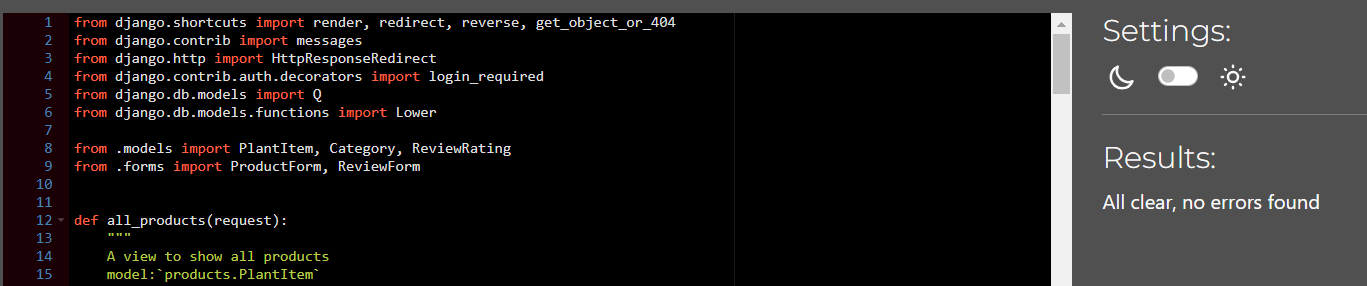 1 from django.shortcuts import render, redirect, reverse, get_object_or_404
2 from django.contrib import messages
3 from django.http import HttpResponseRedirect
4 from django.contrib.auth.decorators import login_required
5 from django.db.models import Q
6 from django.db.models.functions import Lower
7
8 from .models import PlantItem, Category, ReviewRating
9 from .forms import ProductForm, ReviewForm
10
11
12 def all_products(request):
13     """
14     A view to show all products
15     model:`products.PlantItem`
Settings:
Results:
All clear, no errors found